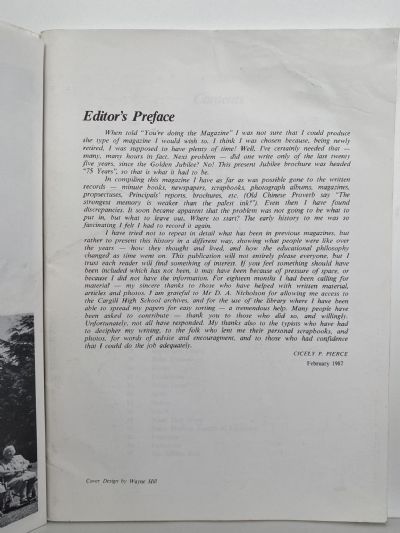 Editor's Preface
When told "You're doing the Magazine" I was not sure that I could produce
the type of magazine I would wish to. I think I was chosen because, being newly
retired, I was supposed to have plenty of time! Well, I've certainly needed that —
many, many hours in fact. Next problem — did one write only of the last twenty
five years, since the Golden Jubilee? No! This present Jubilee brochure was headed
"75 Years", so that is what it had to be.
In compiling this magazine I have as far as was possible gone to the written
records — minute books, newspapers, scrapbooks, photograph albums, magazines,
propsectuses, Principals' reports, brochures, etc. (Old Chinese Proverb say "The
strongest memory is weaker than the palest ink"). Even then I have found
discrepancies. It soon became apparent that the problem was not going to be what to
put in, but what to leave out. Where to start? The early history to me was so
fascinating I felt I had to record it again.
I have tried not to repeat in detail what has been in previous magazines, but
rather to present this history in a different way, showing what people were like over
the years — how they thought and lived, and how the educational philosophy
changed as time went on. This publication will not entirely please everyone, but I
trust each reader will find something of interest. If you feel something should have
been included which has not been, it may have been because of pressure of space, or
because I did not have the information. For eighteen months I had been calling for
material — my sincere thanks to those who have helped with written material,
articles and photos. I am grateful to Mr D. A. Nicholson for allowing me access to
the Cargill High School archives, and for the use of the library where I have been
able to spread my papers for easy sorting — a tremendous help. Many people have
been asked to contribute — thank you to those who did so, and willingly.
Unfortunately, not all have responded. My thanks also to the typists who have had
to decipher my writing, to the folk who lent me their personal scrapbooks, and
photos, for words of advice and encouragment, and to those who had confidence
that I could do the job adequately.
CICELY P. PIERCE
February 1987
Cover Design by Wayne Hill